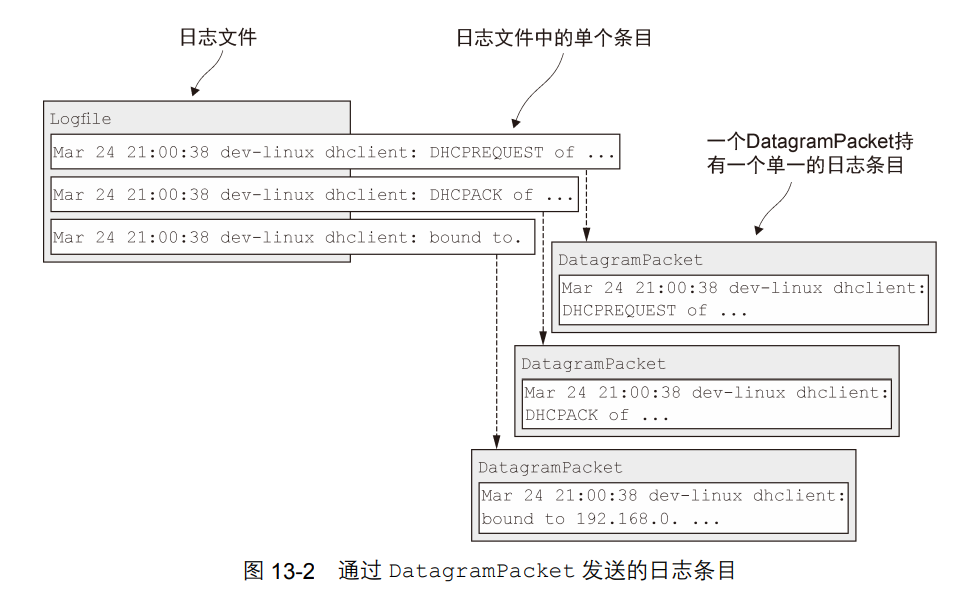 日志文件
日志文件中的单个条目
Logfile
Mar 24 21:00:38 dev-linux dhclient: DHCPREQUEST of ...
Mar 24 21:00:38 dev-linux dhclient: DHCPACK of ...
Mar 24 21:00:38 dev-linux dhclient: bound to.
一个DatagramPacket持
有一个单一的日志条目
DatagramPacket
Mar 24 21:00:38 dev-linux dhclient:
DHCPREQUEST of ...
DatagramPacket
Mar 24 21:00:38 dev-linux dhclient:
DHCPACK of ...
DatagramPacket
Mar 24 21:00:38 dev-linux dhclient:
bound to 192.168.0. ...
图 13-2 通过 DatagramPacket 发送的日志条目